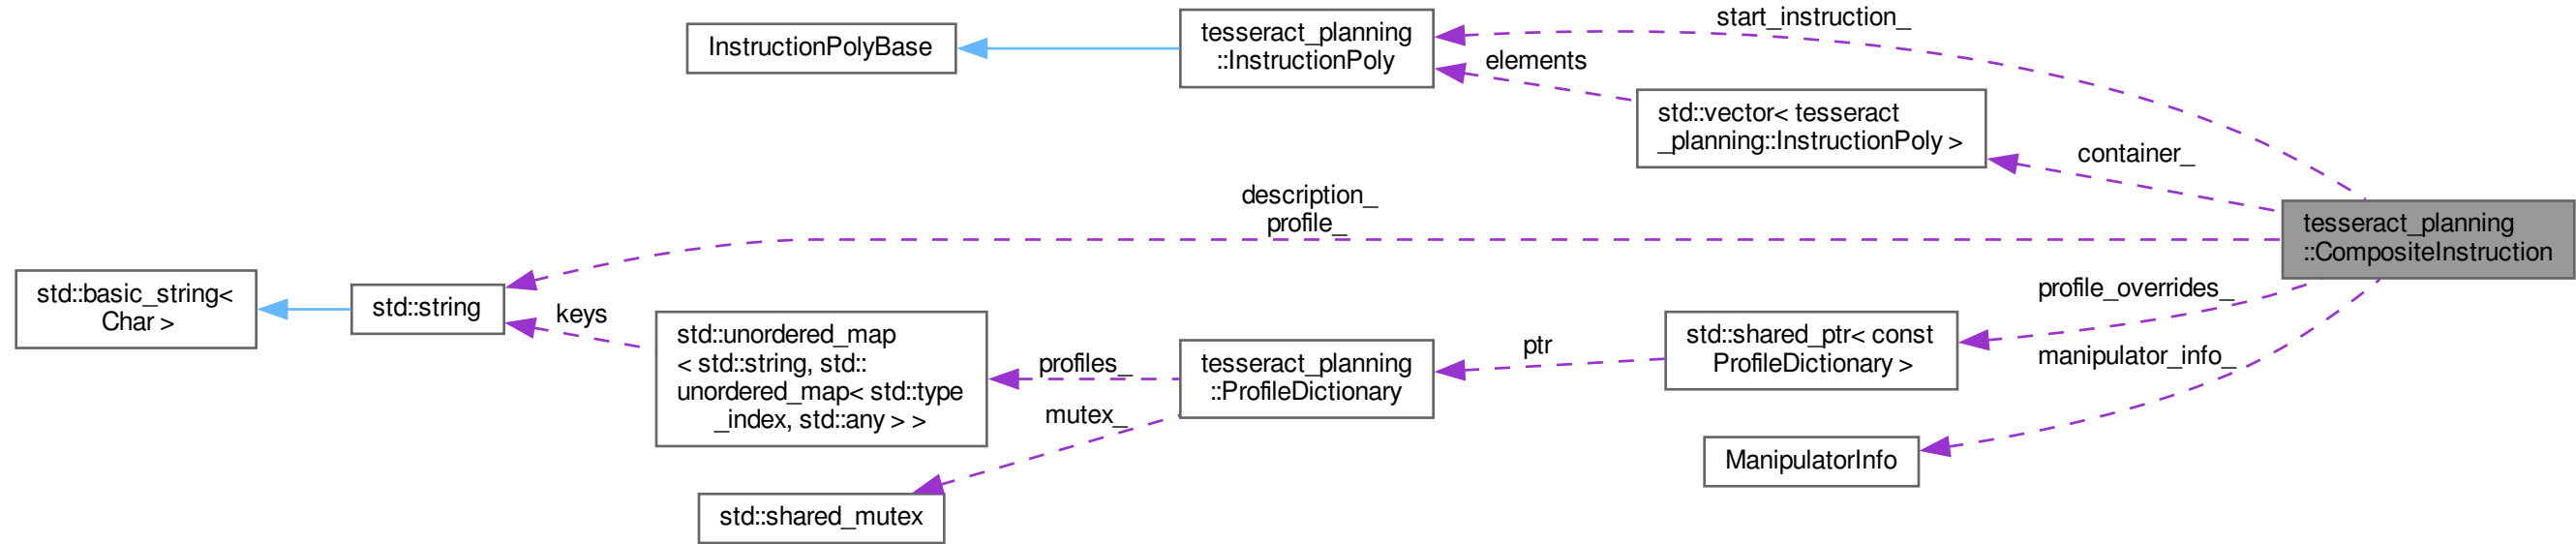 start_instruction_
InstructionPolyBase
tesseract_planning
::InstructionPoly
elements
std::vector< tesseract
_planning::InstructionPoly >
container_
description_
profile_
tesseract_planning
::CompositeInstruction
std::basic_string<
Char >
std::string
keys
std::unordered_map
< std::string, std::
unordered_map< std::type
_index, std::any > >
profiles_
mutex_
tesseract_planning
::ProfileDictionary
ptr
std::shared_ptr< const
ProfileDictionary >
profile_overrides_
manipulator_info_
ManipulatorInfo
std::shared_mutex